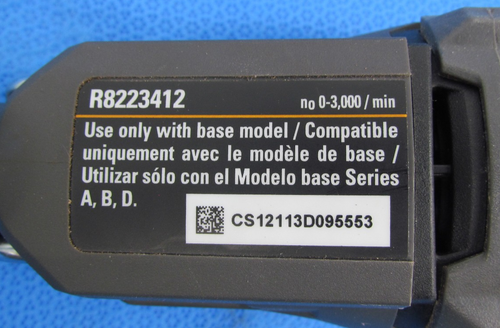 R8223412 no 0-3,000 / min
Use only with base model / Compatible
uniquement avec le modèle de base /
Utilizar sólo con el Modelo base Series
A, B, D.
CS12113D095553